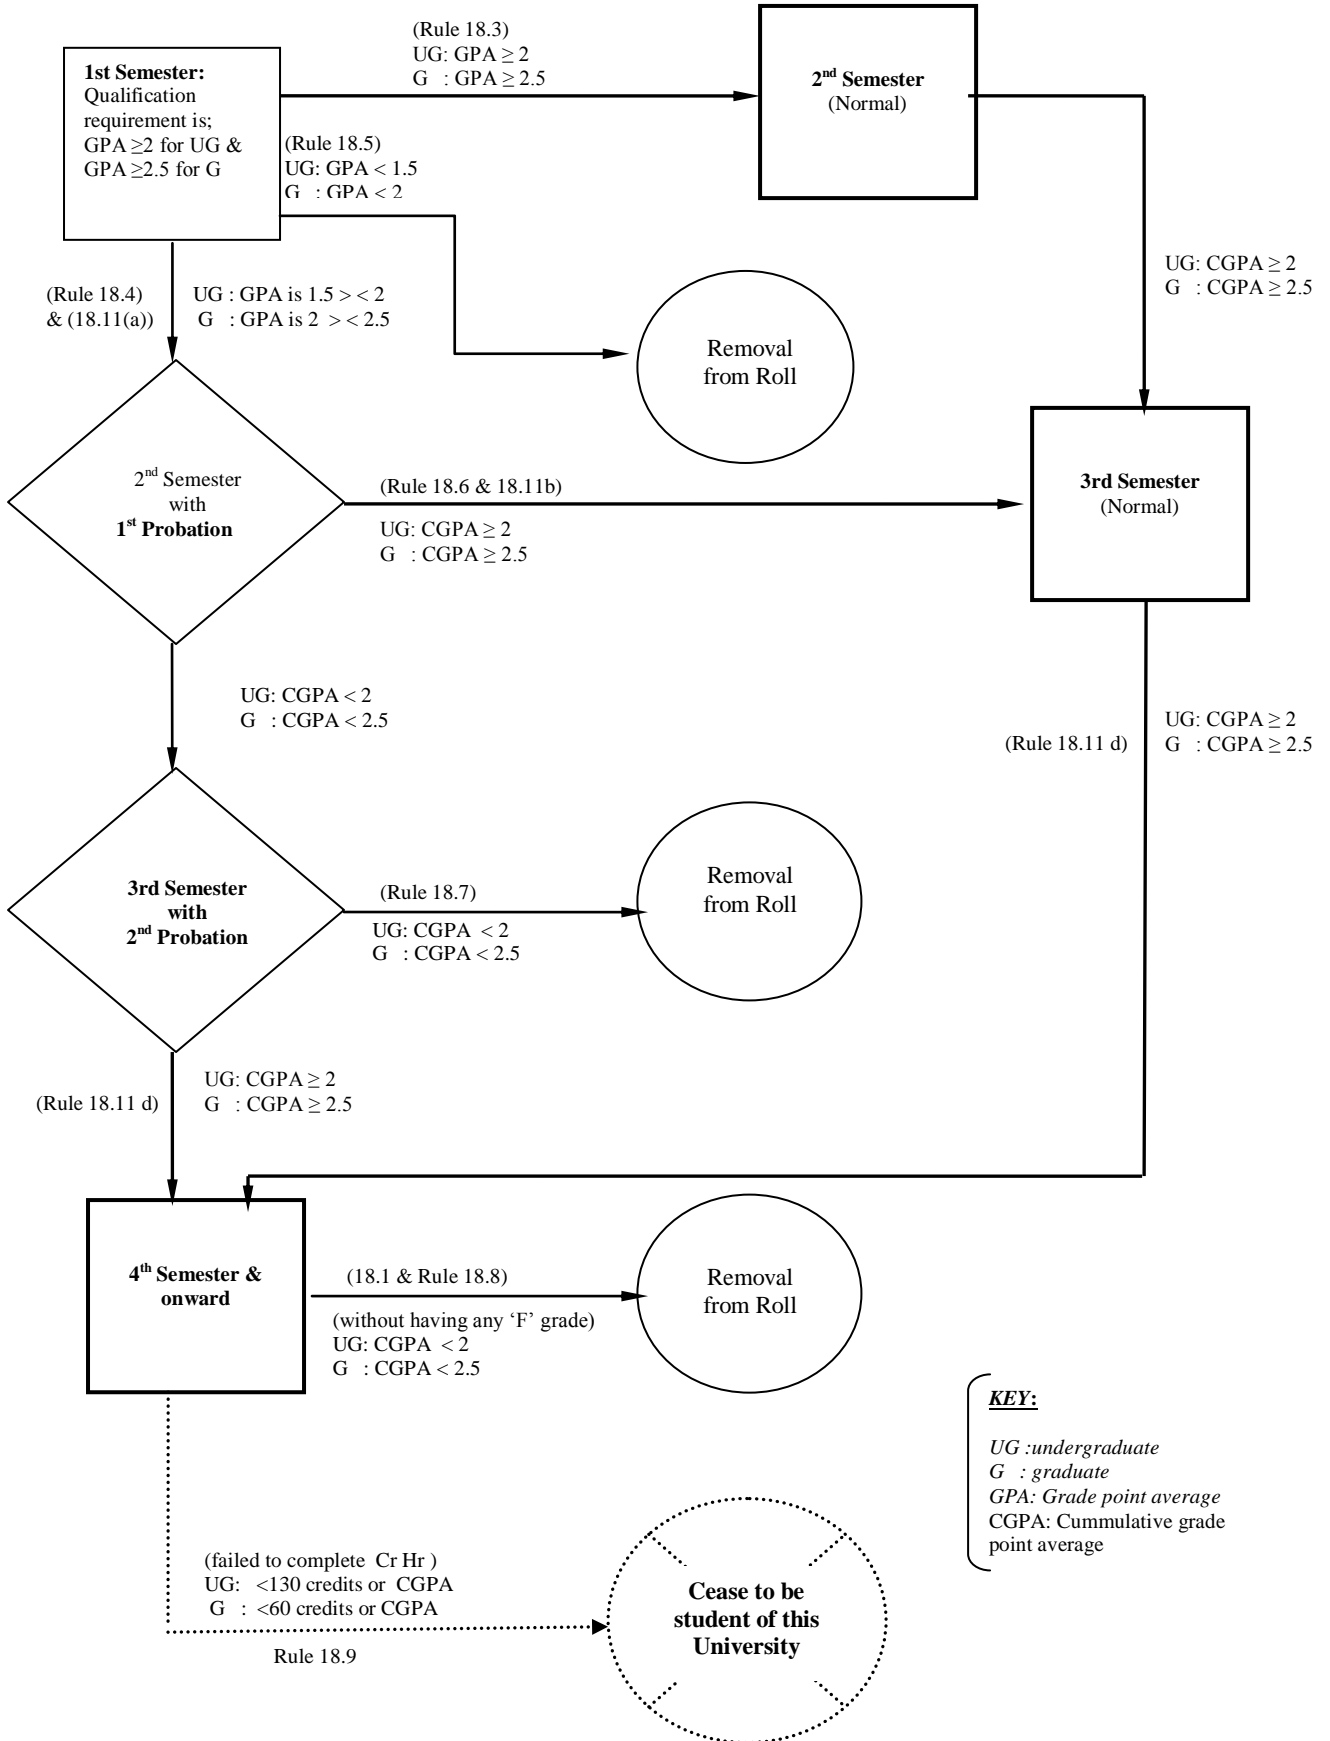 (Rule 18.3)
UG: GPA ≥ 2
G : GPA ≥ 2.5
1st Semester:
Qualification
requirement is;
GPA ≥2 for UG &
GPA ≥2.5 for G
2nd Semester
(Normal)
(Rule 18.5)
UG: GPA < 1.5
G : GPA < 2
UG: CGPA ≥ 2
G : CGPA ≥ 2.5
(Rule 18.4)
& (18.11(a))
UG : GPA is 1.5 > < 2
G : GPA is 2 > < 2.5
Removal
from Roll
2nd Semester
with
1st Probation
(Rule 18.6 & 18.11b)
UG: CGPA ≥ 2
G : CGPA ≥ 2.5
3rd Semester
(Normal)
UG: CGPA < 2
G : CGPA < 2.5
(Rule 18.11 d)
UG: CGPA ≥ 2
G : CGPA ≥ 2.5
3rd Semester
with
2nd Probation
(Rule 18.7)
UG: CGPA < 2
G : CGPA < 2.5
Removal
from Roll
(Rule 18.11 d)
UG: CGPA ≥ 2
G : CGPA ≥ 2.5
4th Semester &
onward
(18.1 & Rule 18.8)
(without having any ‘F’ grade)
UG: CGPA < 2
G : CGPA < 2.5
Removal
from Roll
KEY:
UG :undergraduate
G : graduate
GPA: Grade point average
CGPA: Cummulative grade
point average
(failed to complete Cr Hr )
UG: <130 credits or CGPA
G : <60 credits or CGPA
Rule 18.9
Cease to be
student of this
University